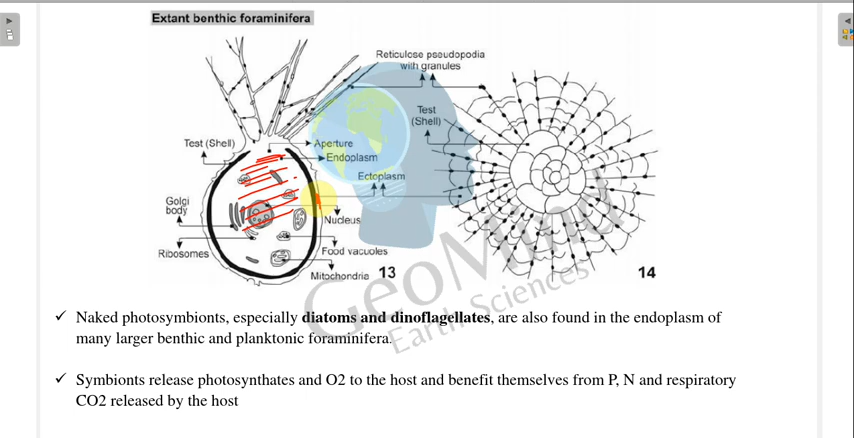 Extant benthic foraminifera
Reticulose pseudopodia
with granules
Test
(Shell)
Test (Shell)
Aperture
Endoplasm
Ectoplasm
Golgi
body
Nucleus
Ribosomes
Food vacuoles
Mitochondria 13
14
GeoMind
Earth Sciences
✓ Naked photosymbionts, especially diatoms and dinoflagellates, are also found in the endoplasm of
many larger benthic and planktonic foraminifera.
✓ Symbionts release photosynthates and O2 to the host and benefit themselves from P, N and respiratory
CO2 released by the host